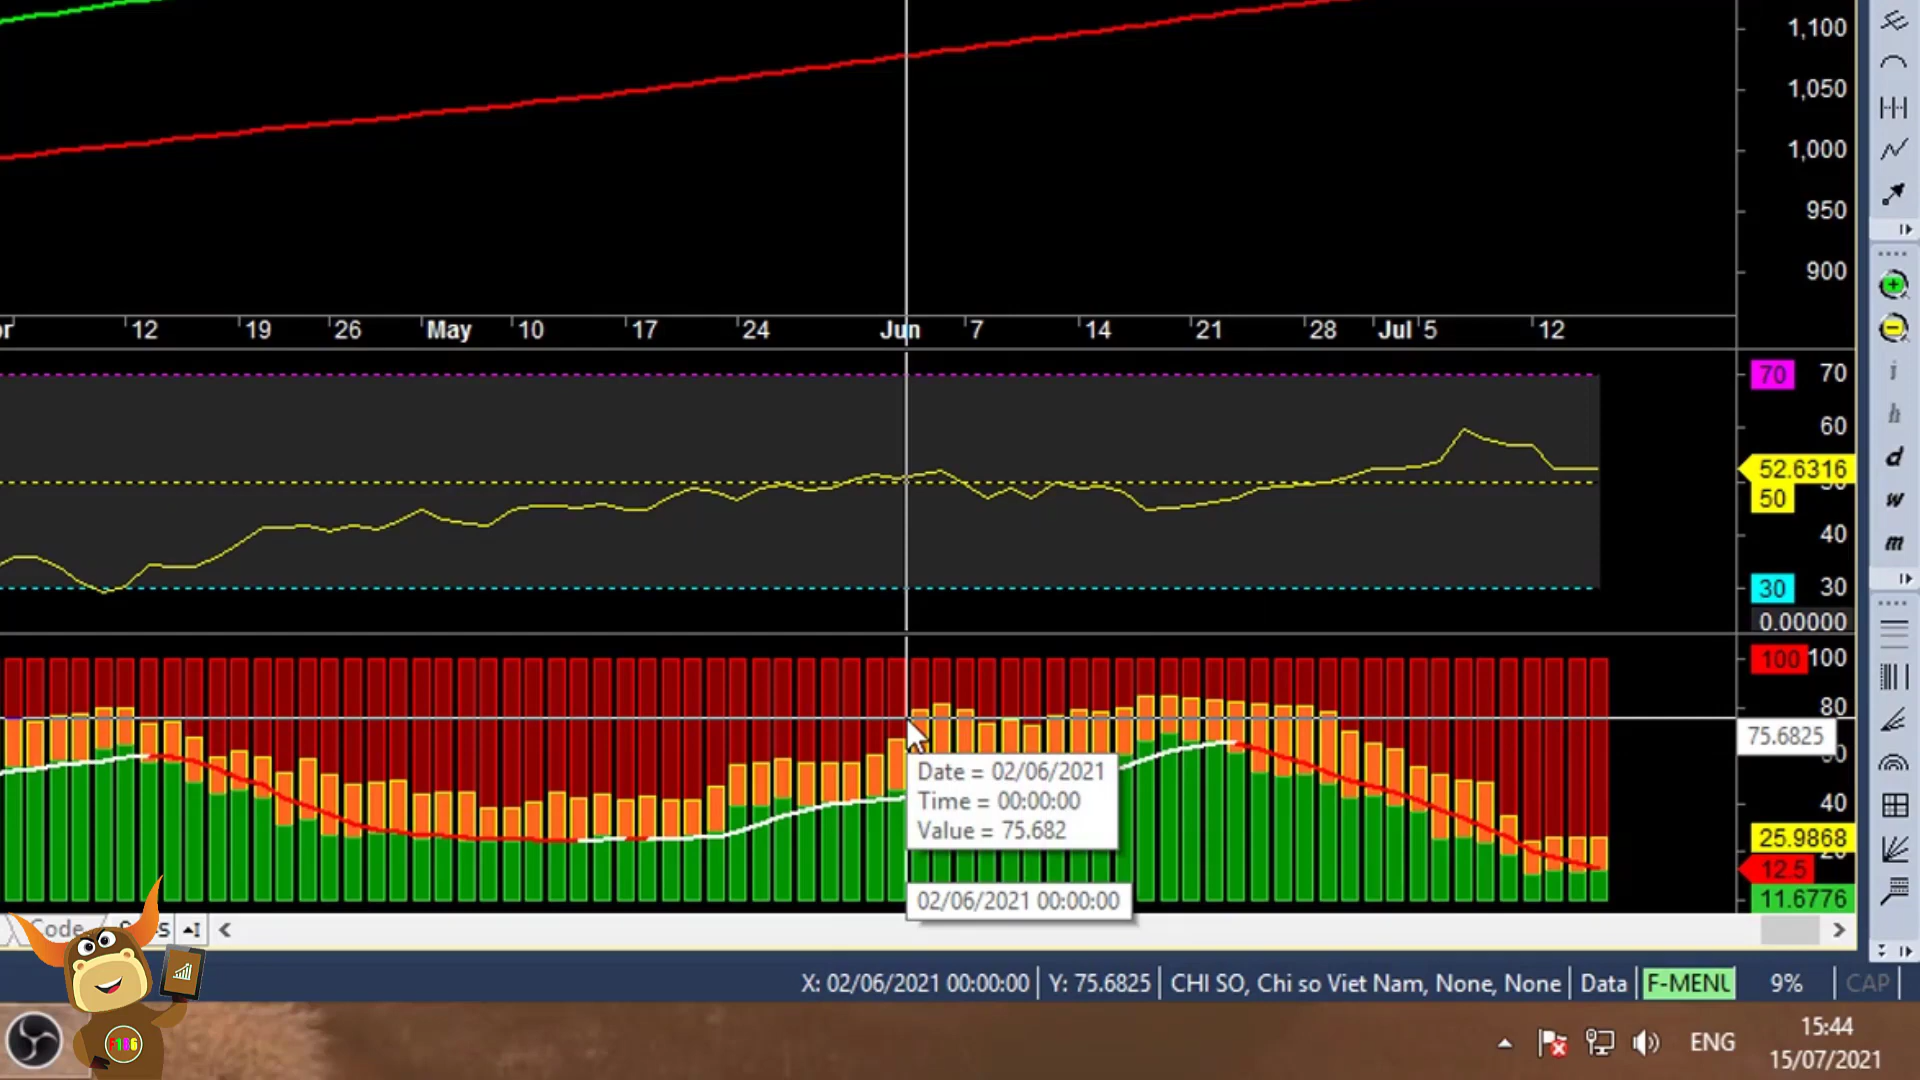 1,100
1,050
1,000
950
900
12 19 26 May 10 17 24 Jun 7 14 21 28 Jul 5 12
70 70
60
52.6316
50
40
30 30
0.00000
100 100
80
75.6825
40
25.9868
12.5
11.6776
Date = 02/06/2021
Time = 00:00:00
Value = 75.682
02/06/2021 00:00:00
i
h
d
w
m
Code
X: 02/06/2021 00:00:00 Y: 75.6825 CHI SO, Chi so Viet Nam, None, None Data F-MENU 9% CAP
ENG
15:44
15/07/2021